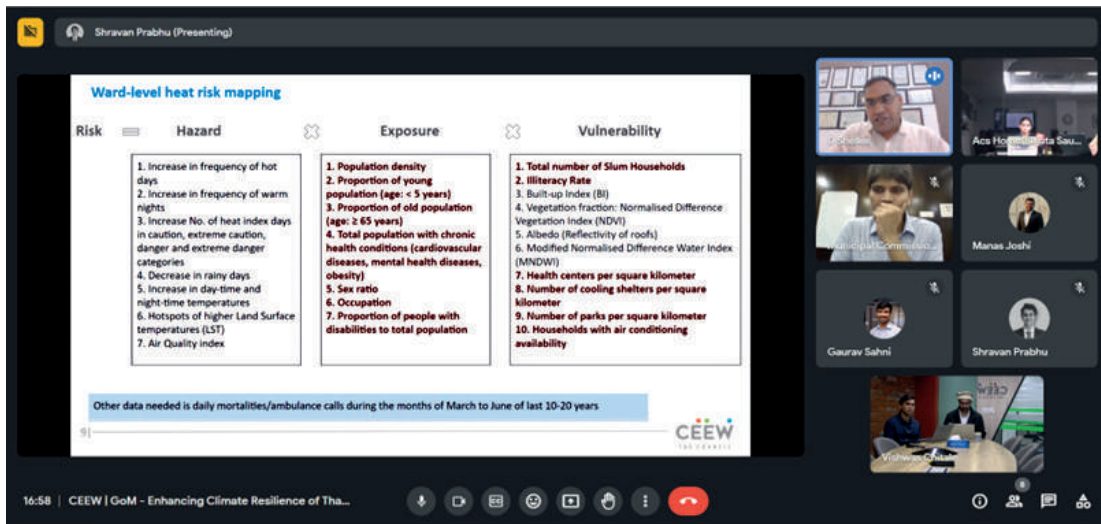 Shravan Prabhu (Presenting)
Ward-level heat risk mapping
Risk = Hazard Exposure Vulnerability
1. Increase in frequency of hot
days
2. Increase in frequency of warm
nights
3. Increase No. of heat index days
in caution, extreme caution,
danger and extreme danger
categories
4. Decrease in rainy days
5. Increase in day-time and
night-time temperatures
6. Hotspots of higher Land Surface
temperatures (LST)
7. Air Quality index
1. Population density
2. Proportion of young
population (age: < 5 years)
3. Proportion of old population
(age: ≥ 65 years)
4. Total population with chronic
health conditions (cardiovascular
diseases, mental health diseases,
obesity)
5. Sex ratio
6. Occupation
7. Proportion of people with
disabilities to total population
1. Total number of Slum Households
2. Illiteracy Rate
3. Built-up Index (BI)
4. Vegetation fraction: Normalised Difference
Vegetation Index (NDVI)
5. Albedo (Reflectivity of roofs)
6. Modified Normalised Difference Water Index
(MNDWI)
7. Health centers per square kilometer
8. Number of cooling shelters per square
kilometer
9. Number of parks per square kilometer
10. Households with air conditioning
availability
Other data needed is daily mortalities/ambulance calls during the months of March to June of last 10-20 years
9|
CEEW
THE COUNCIL
Municipal Commissio...
Manas Joshi
Gaurav Sahni
Shravan Prabhu
CEEW
Vishwas Chitale
16:58 | CEEW | GoM - Enhancing Climate Resilience of Tha...
8